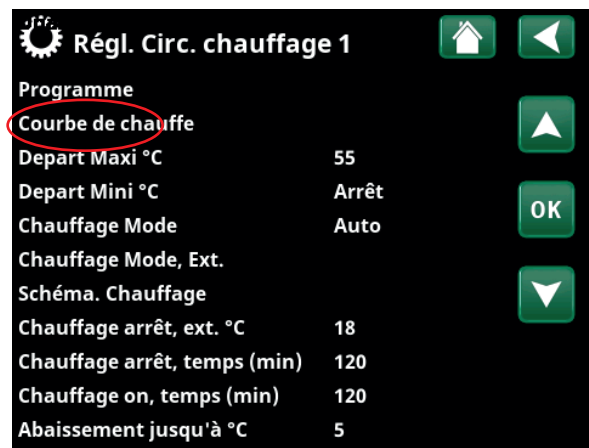 Régl. Circ. chauffage 1
Programme
Courbe de chauffe
Depart Maxi °C 55
Depart Mini °C Arrêt
Chauffage Mode Auto
Chauffage Mode, Ext.
Schéma. Chauffage
Chauffage arrêt, ext. °C 18
Chauffage arrêt, temps (min) 120
Chauffage on, temps (min) 120
Abaissement jusqu'à °C 5
OK